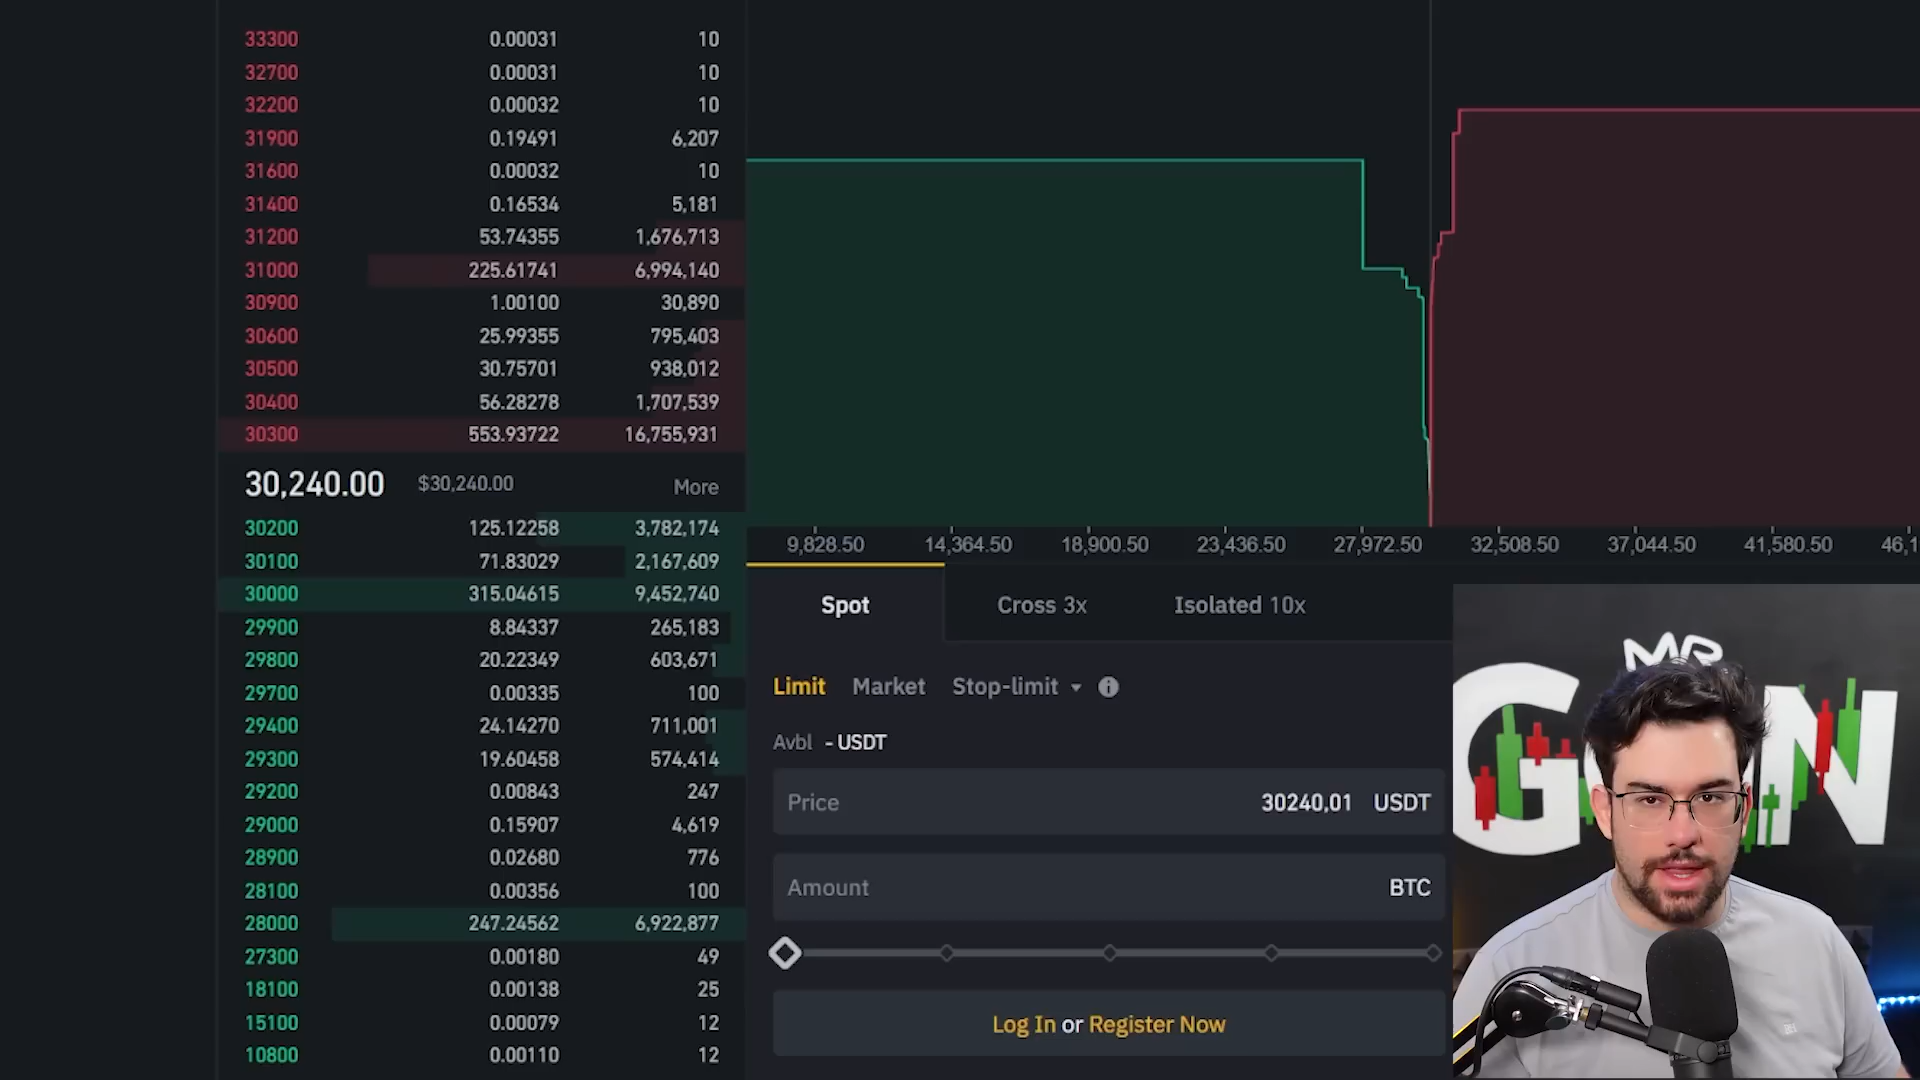 33300 0.00031 10
32700 0.00031 10
32200 0.00032 10
31900 0.19491 6,207
31600 0.00032 10
31400 0.16534 5,181
31200 53.74355 1,676,713
31000 225.61741 6,994,140
30900 1.00100 30,890
30600 25.99355 795,403
30500 30.75701 938,012
30400 56.28278 1,707,539
30300 553.93722 16,755,931
30,240.00 $30,240.00 More
30200 125.12258 3,782,174
30100 71.83029 2,167,609
30000 315.04615 9,452,740
29900 8.84337 265,183
29800 20.22349 603,671
29700 0.00335 100
29400 24.14270 711,001
29300 19.60458 574,414
29200 0.00843 247
29000 0.15907 4,619
28900 0.02680 776
28100 0.00356 100
28000 247.24562 6,922,877
27300 0.00180 49
18100 0.00138 25
15100 0.00079 12
10800 0.00110 12
9,828.50 14,364.50 18,900.50 23,436.50 27,972.50 32,508.50 37,044.50 41,580.50 46,1
Spot Cross 3x Isolated 10x
Limit Market Stop-limit
Avbl - USDT
Price 30240,01 USDT
Amount BTC
Log In or Register Now
MR